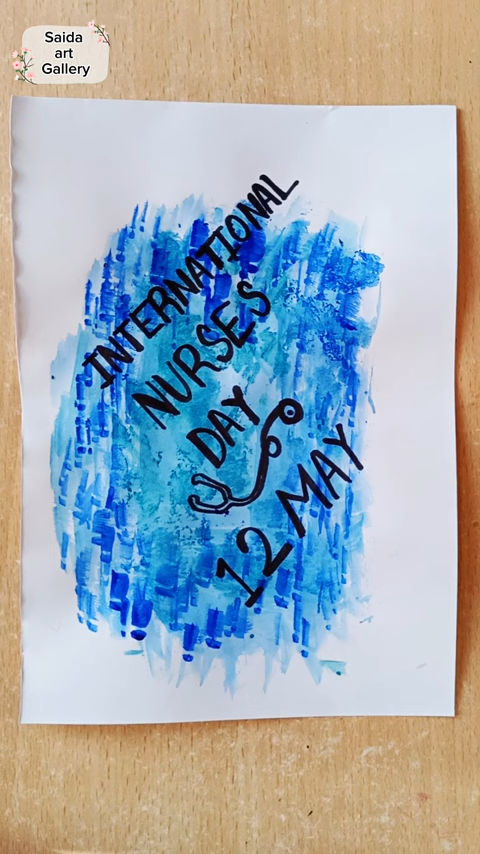 Saida
art
Gallery
INTERNATIONAL
NURSES
DAY
12 MAY